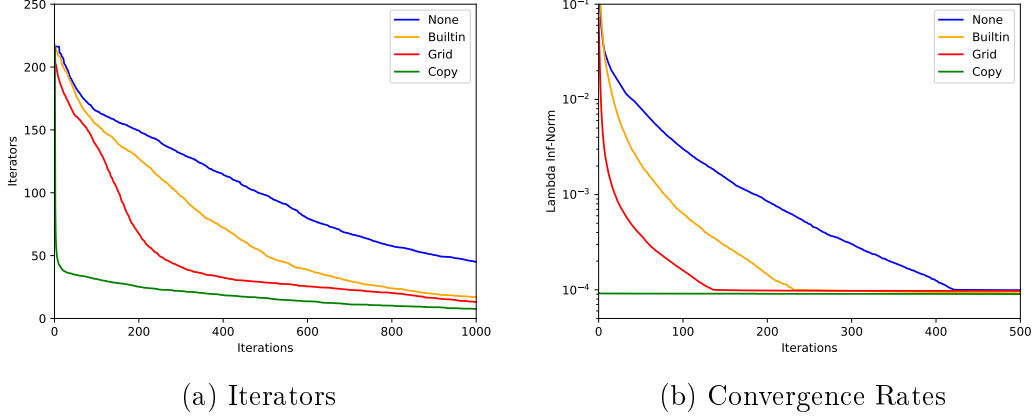 250
200
150
100
50
0
Iterators
0 200 400 600 800 1000
Iterations
None
Builtin
Grid
Copy
(a) Iterators
10⁻¹
10⁻²
10⁻³
10⁻⁴
Lambda Inf-Norm
0 100 200 300 400 500
Iterations
None
Builtin
Grid
Copy
(b) Convergence Rates